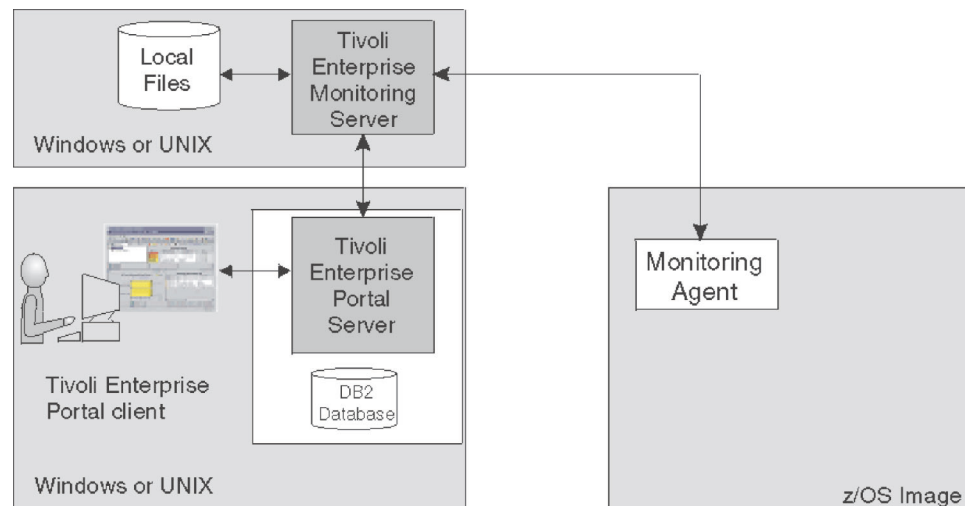 Local
Files
Tivoli
Enterprise
Monitoring
Server
Windows or UNIX
Tivoli
Enterprise
Portal
Server
Monitoring
Agent
Tivoli Enterprise
Portal client
DB2
Database
Windows or UNIX
z/OS Image